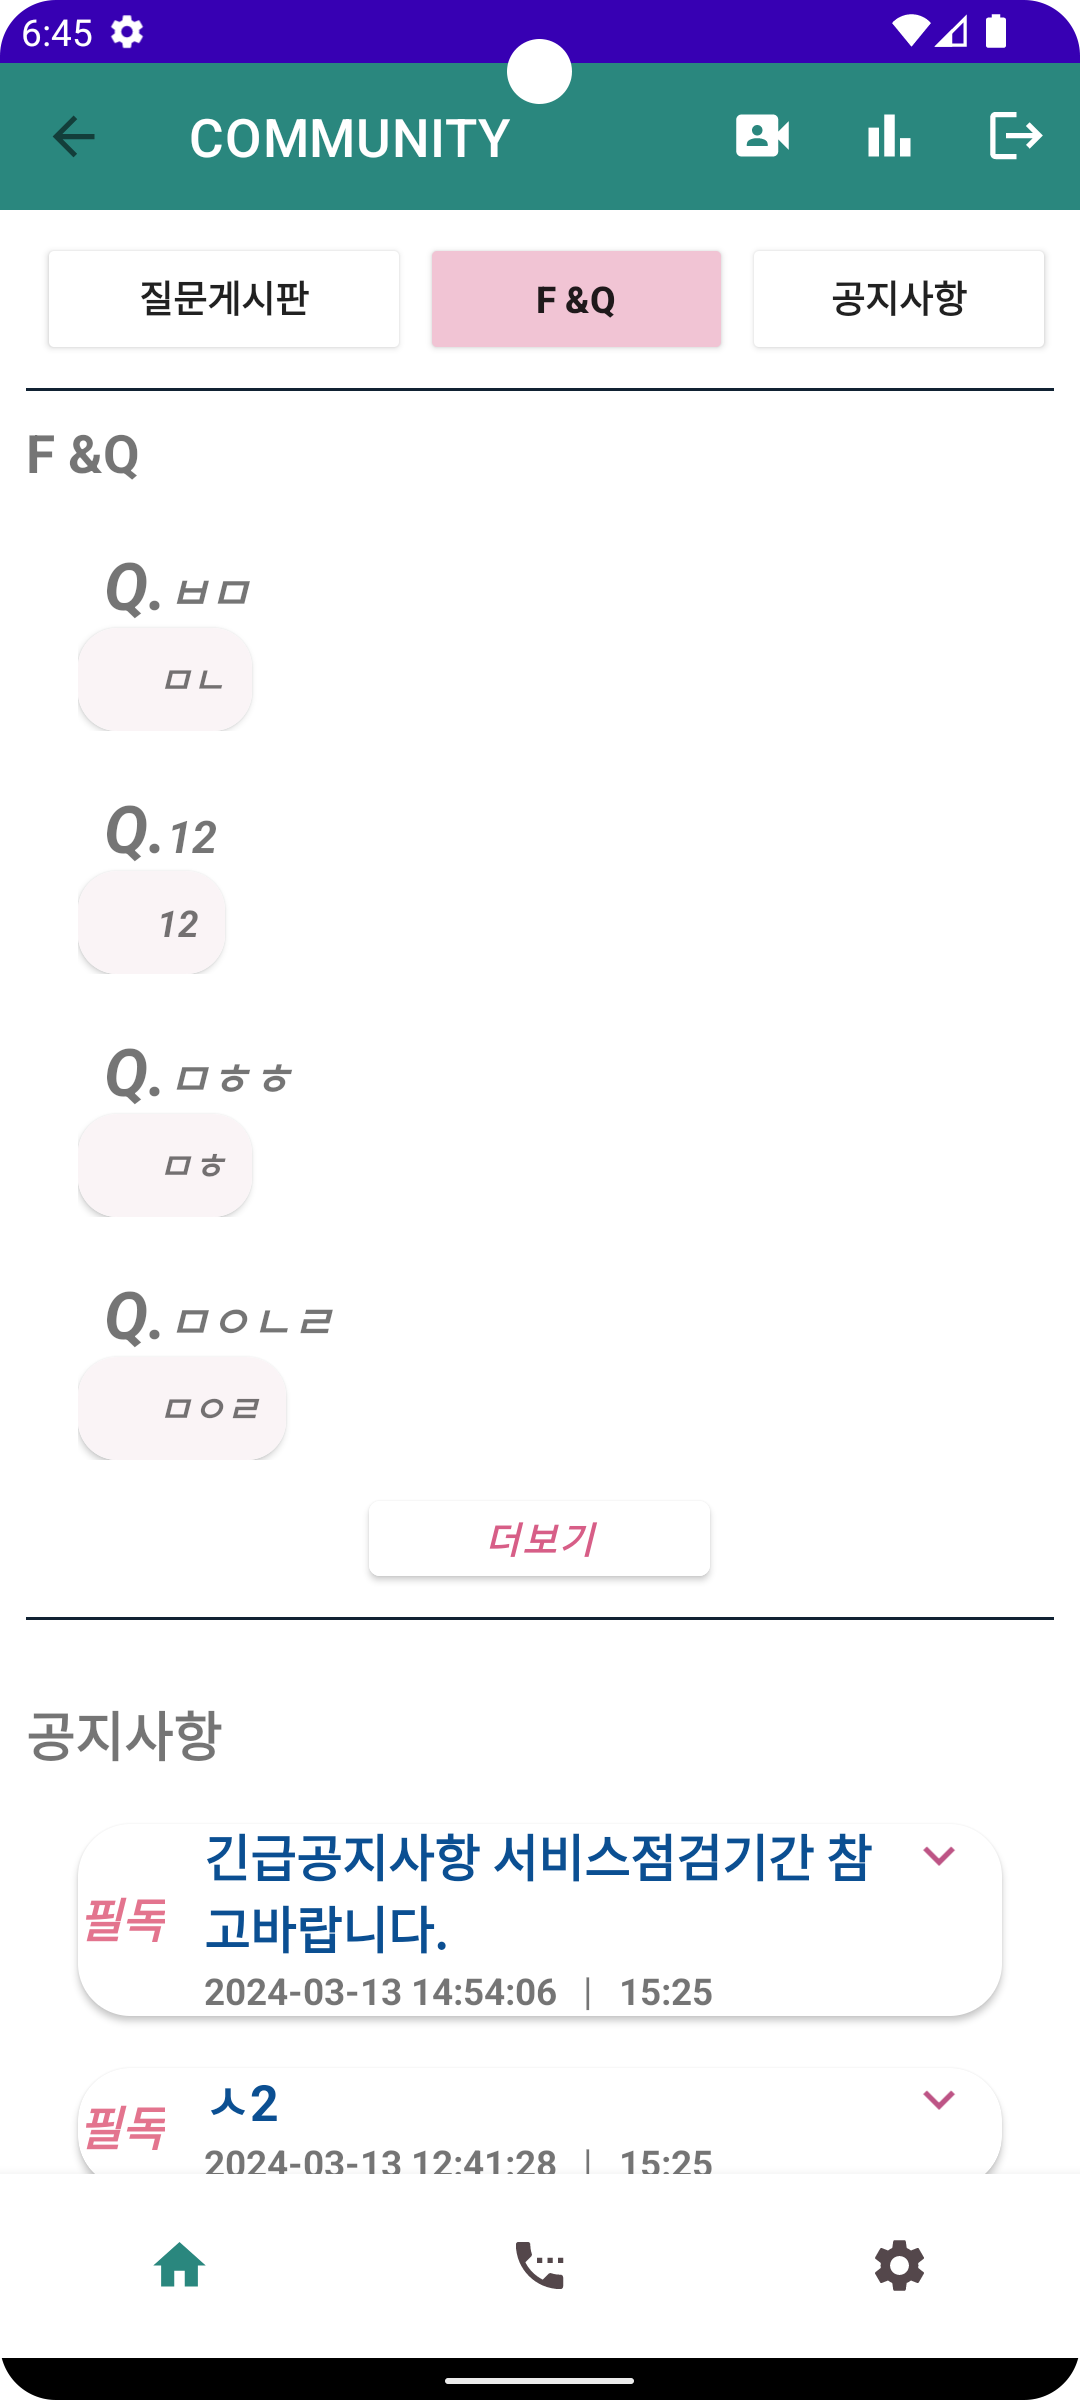 6:45
COMMUNITY
질문게시판
F &Q
공지사항
F &Q
Q. ㅂㅁ
ㅁㄴ
Q. 12
12
Q. ㅁㅎㅎ
ㅁㅎ
Q. ㅁㅇㄴㄹ
ㅁㅇㄹ
더보기
공지사항
긴급공지사항 서비스점검기간 참
고바랍니다.
필독
2024-03-13 14:54:06 | 15:25
ㅅ2
필독
2024-03-13 12:41:28 | 15:25